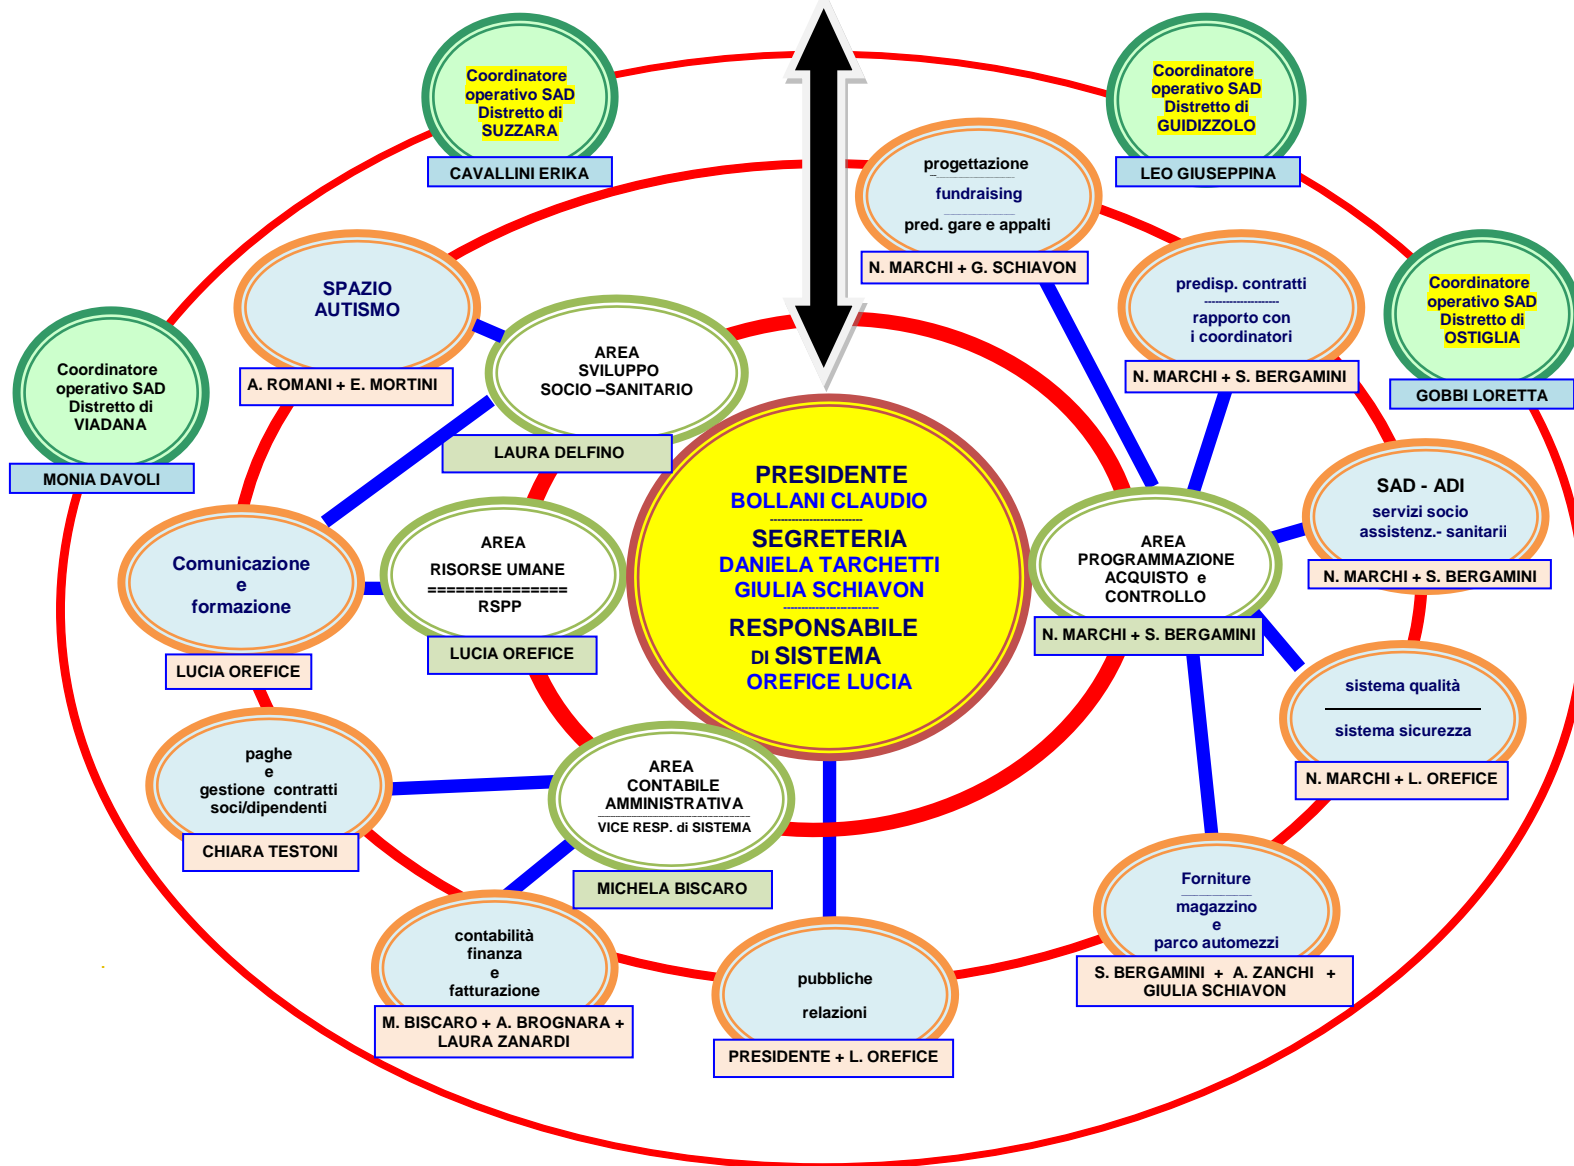 Coordinatore
operativo SAD
Distretto di
SUZZARA
CAVALLINI ERIKA
Coordinatore
operativo SAD
Distretto di
GUIDIZZOLO
LEO GIUSEPPINA
progettazione
fundraising
pred. gare e appalti
N. MARCHI + G. SCHIAVON
SPAZIO
AUTISMO
A. ROMANI + E. MORTINI
predisp. contratti
rapporto con
i coordinatori
N. MARCHI + S. BERGAMINI
Coordinatore
operativo SAD
Distretto di
OSTIGLIA
GOBBI LORETTA
Coordinatore
operativo SAD
Distretto di
VIADANA
MONIA DAVOLI
AREA
SVILUPPO
SOCIO –SANITARIO
LAURA DELFINO
PRESIDENTE
BOLLANI CLAUDIO
SEGRETERIA
DANIELA TARCHETTI
GIULIA SCHIAVON
RESPONSABILE
DI SISTEMA
OREFICE LUCIA
SAD - ADI
servizi socio
assistenz.- sanitarii
N. MARCHI + S. BERGAMINI
Comunicazione
e
formazione
LUCIA OREFICE
AREA
RISORSE UMANE
===============
RSPP
LUCIA OREFICE
AREA
PROGRAMMAZIONE
ACQUISTO e
CONTROLLO
N. MARCHI + S. BERGAMINI
sistema qualità
sistema sicurezza
N. MARCHI + L. OREFICE
paghe
e
gestione contratti
soci/dipendenti
CHIARA TESTONI
AREA
CONTABILE
AMMINISTRATIVA
VICE RESP. di SISTEMA
MICHELA BISCARO
Forniture
magazzino
e
parco automezzi
S. BERGAMINI + A. ZANCHI +
GIULIA SCHIAVON
contabilità
finanza
e
fatturazione
M. BISCARO + A. BROGNARA +
LAURA ZANARDI
pubbliche
relazioni
PRESIDENTE + L. OREFICE